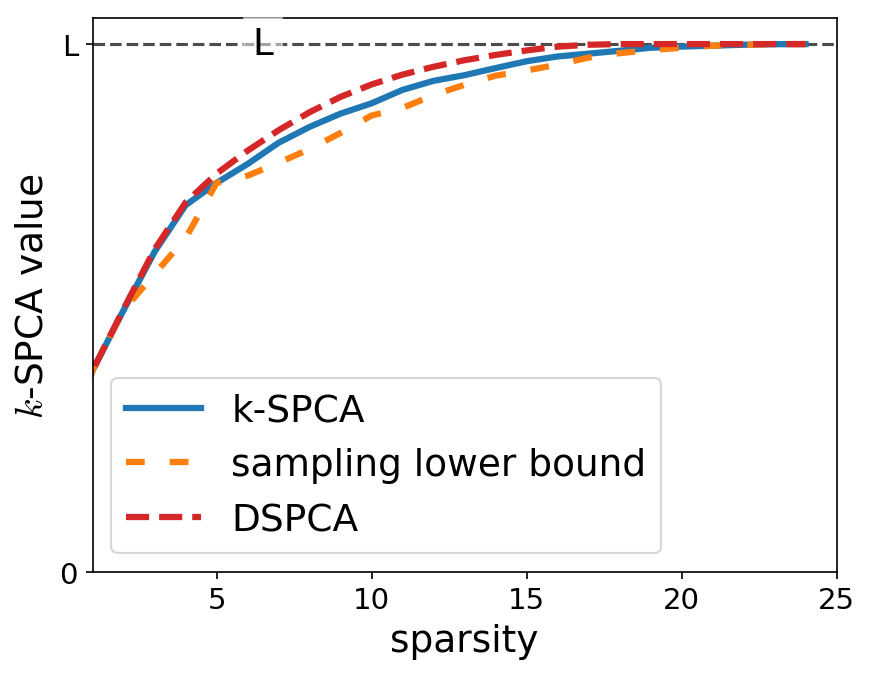 L
L
k-SPCA value
k-SPCA
sampling lower bound
DSPCA
0
5 10 15 20 25
sparsity